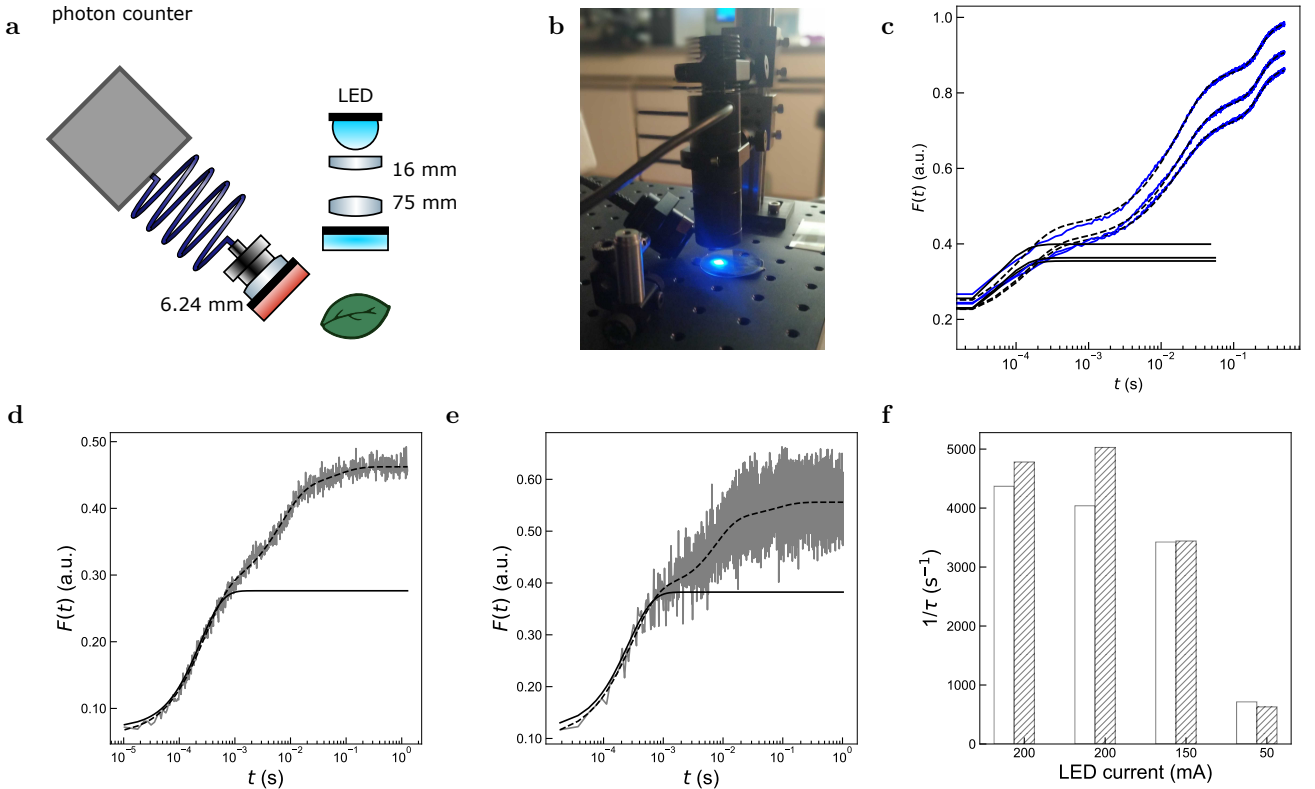 photon counter
a
LED
16 mm
75 mm
6.24 mm
b
c
F(t) (a.u.)
1.0
0.8
0.6
0.4
0.2
10⁻⁴
10⁻³
10⁻²
10⁻¹
t (s)
d
F(t) (a.u.)
0.50
0.40
0.30
0.20
0.10
10⁻⁵
10⁻⁴
10⁻³
10⁻²
10⁻¹
10⁰
t (s)
e
F(t) (a.u.)
0.60
0.50
0.40
0.30
0.20
0.10
10⁻⁴
10⁻³
10⁻²
10⁻¹
10⁰
t (s)
f
1/τ (s⁻¹)
5000
4000
3000
2000
1000
0
200
200
150
50
LED current (mA)